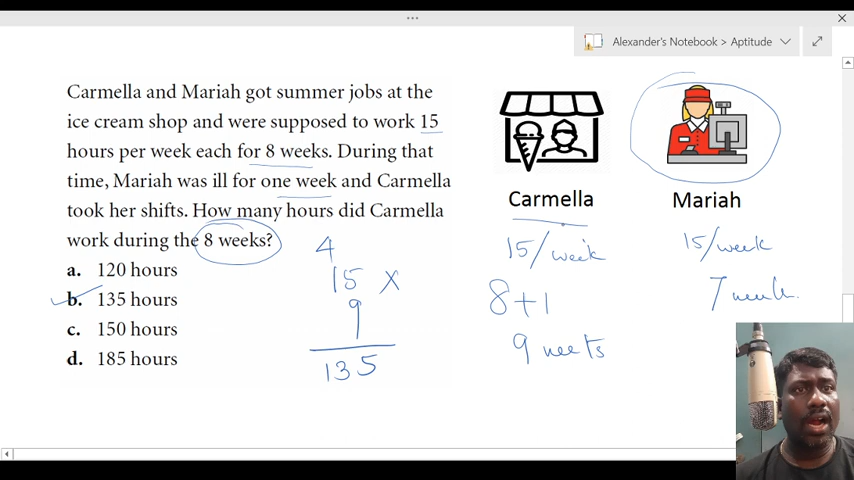 Alexander's Notebook > Aptitude
Carmella and Mariah got summer jobs at the
ice cream shop and were supposed to work 15
hours per week each for 8 weeks. During that
time, Mariah was ill for one week and Carmella
took her shifts. How many hours did Carmella
work during the 8 weeks?
a. 120 hours
b. 135 hours
c. 150 hours
d. 185 hours
4
15 X
9
135
Carmella
15/week
8+1
9 weeks
Mariah
15/week
7 weeks